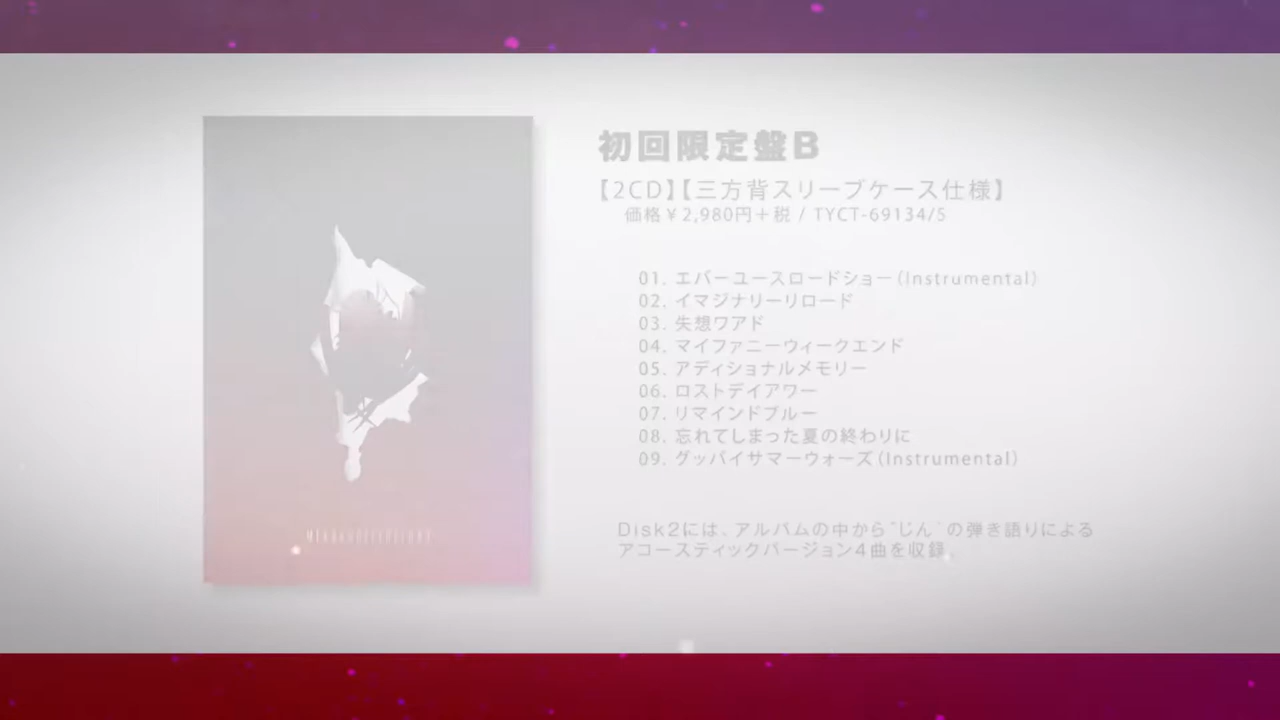 初回限定盤B
【2CD】【三方背スリーブケース仕様】
価格￥2,980円＋税 / TYCT-69134/5
01. エバーユースロードショー（Instrumental）
02. イマジナリーリロード
03. 失想ワアド
04. マイファニーウィークエンド
05. アディショナルメモリー
06. ロストデイアワー
07. リマインドブルー
08. 忘れてしまった夏の終わりに
09. グッバイサマーウォーズ（Instrumental）
Disk2には、アルバムの中から“じん”の弾き語りによる
アコースティックバージョン4曲を収録。